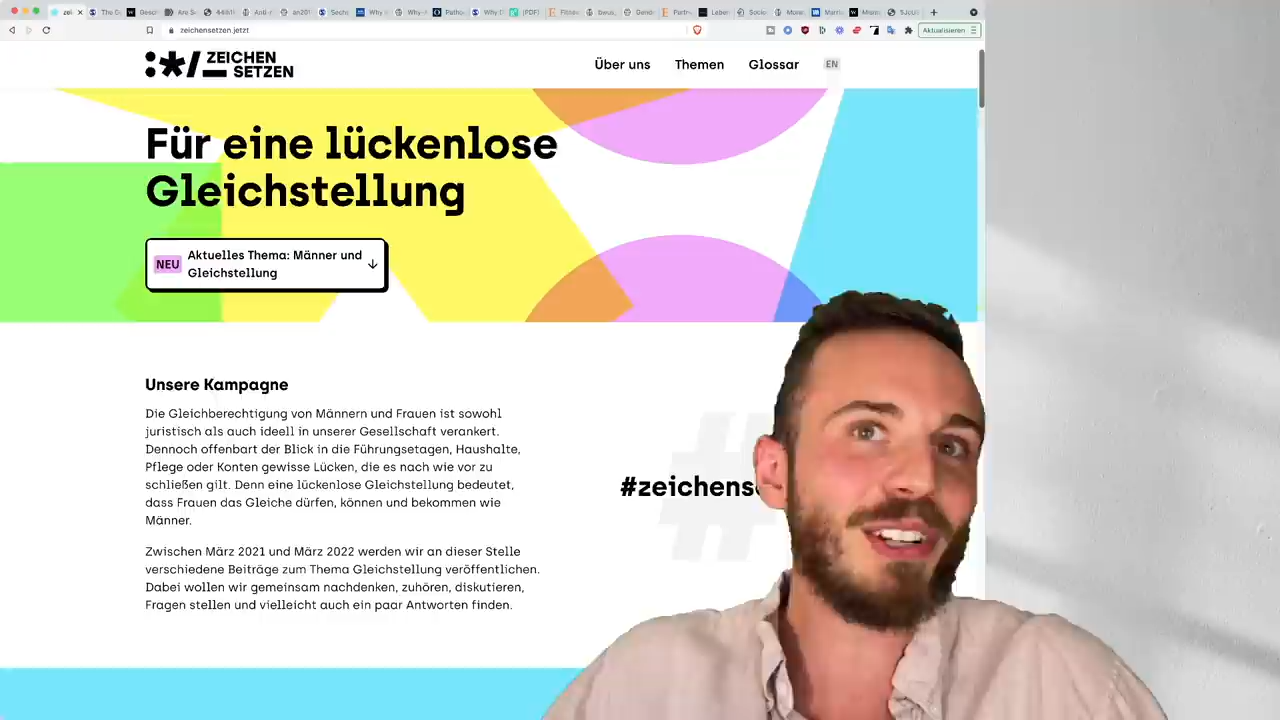 zeichensetzen.jetzt
Aktualisieren
ZEICHEN
SETZEN
Über uns
Themen
Glossar
EN
Für eine lückenlose
Gleichstellung
NEU
Aktuelles Thema: Männer und
Gleichstellung
Unsere Kampagne
Die Gleichberechtigung von Männern und Frauen ist sowohl
juristisch als auch ideell in unserer Gesellschaft verankert.
Dennoch offenbart der Blick in die Führungsetagen, Haushalte,
Pflege oder Konten gewisse Lücken, die es nach wie vor zu
schließen gilt. Denn eine lückenlose Gleichstellung bedeutet,
dass Frauen das Gleiche dürfen, können und bekommen wie
Männer.
Zwischen März 2021 und März 2022 werden wir an dieser Stelle
verschiedene Beiträge zum Thema Gleichstellung veröffentlichen.
Dabei wollen wir gemeinsam nachdenken, zuhören, diskutieren,
Fragen stellen und vielleicht auch ein paar Antworten finden.
#zeichens